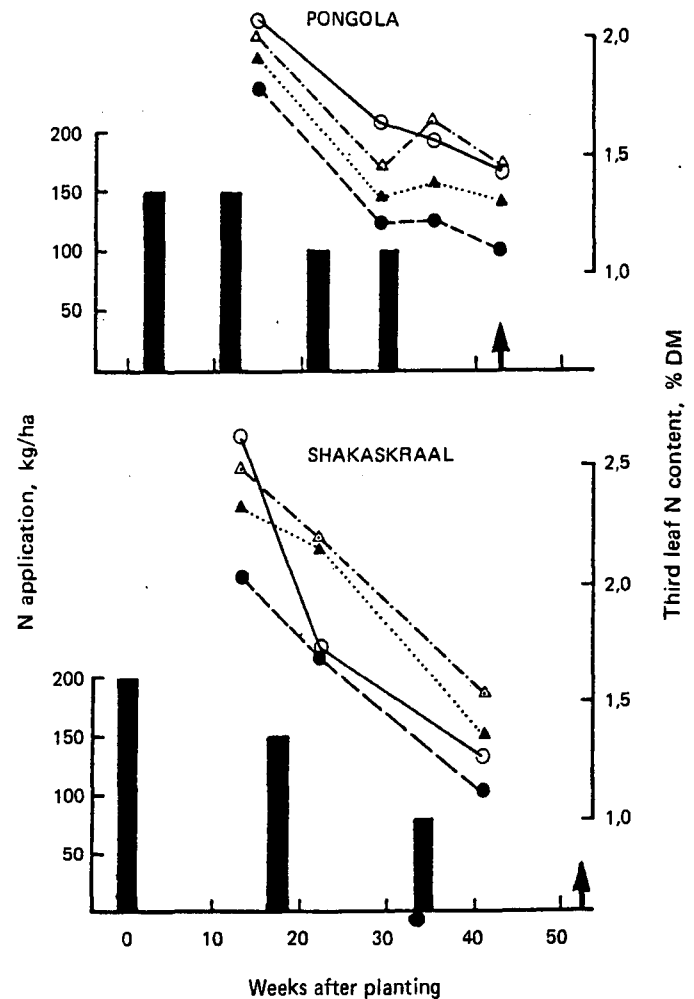 PONGOLA
2,0
200
1,5
150
100
1,0
50
SHAKASKRAAL
2,5
2,0
200
1,5
150
100
1,0
50
0 10 20 30 40 50
Weeks after planting
N application, kg/ha
Third leaf N content, % DM